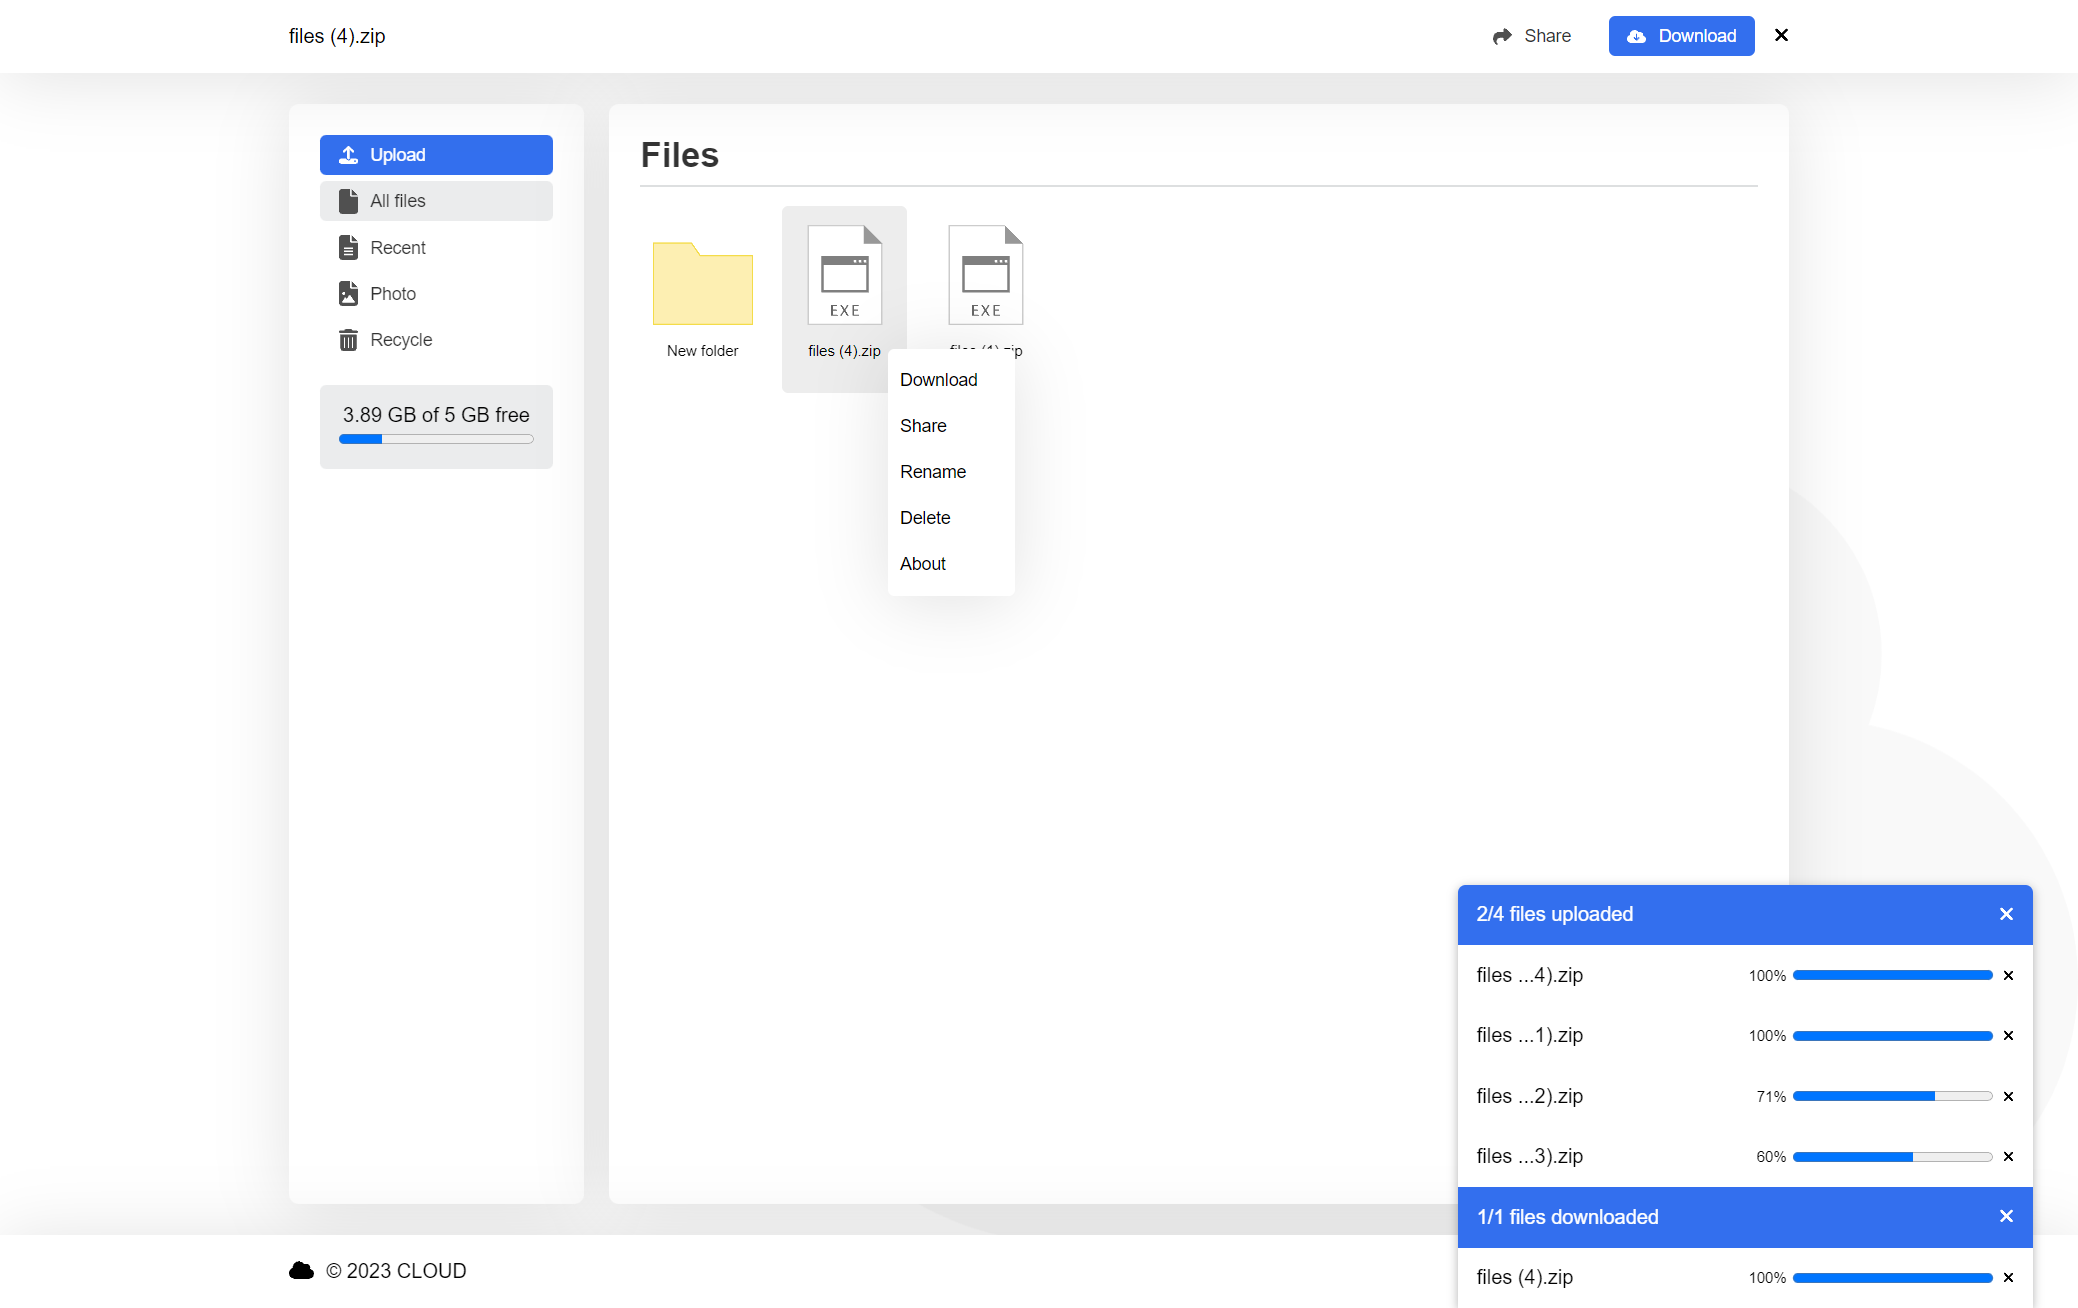 files (4).zip
Share
Download
Upload
All files
Recent
Photo
Recycle
3.89 GB of 5 GB free
Files
EXE
EXE
New folder
files (4).zip
files (1).zip
Download
Share
Rename
Delete
About
2/4 files uploaded
files ...4).zip 100%
files ...1).zip 100%
files ...2).zip 71%
files ...3).zip 60%
1/1 files downloaded
files (4).zip 100%
© 2023 CLOUD